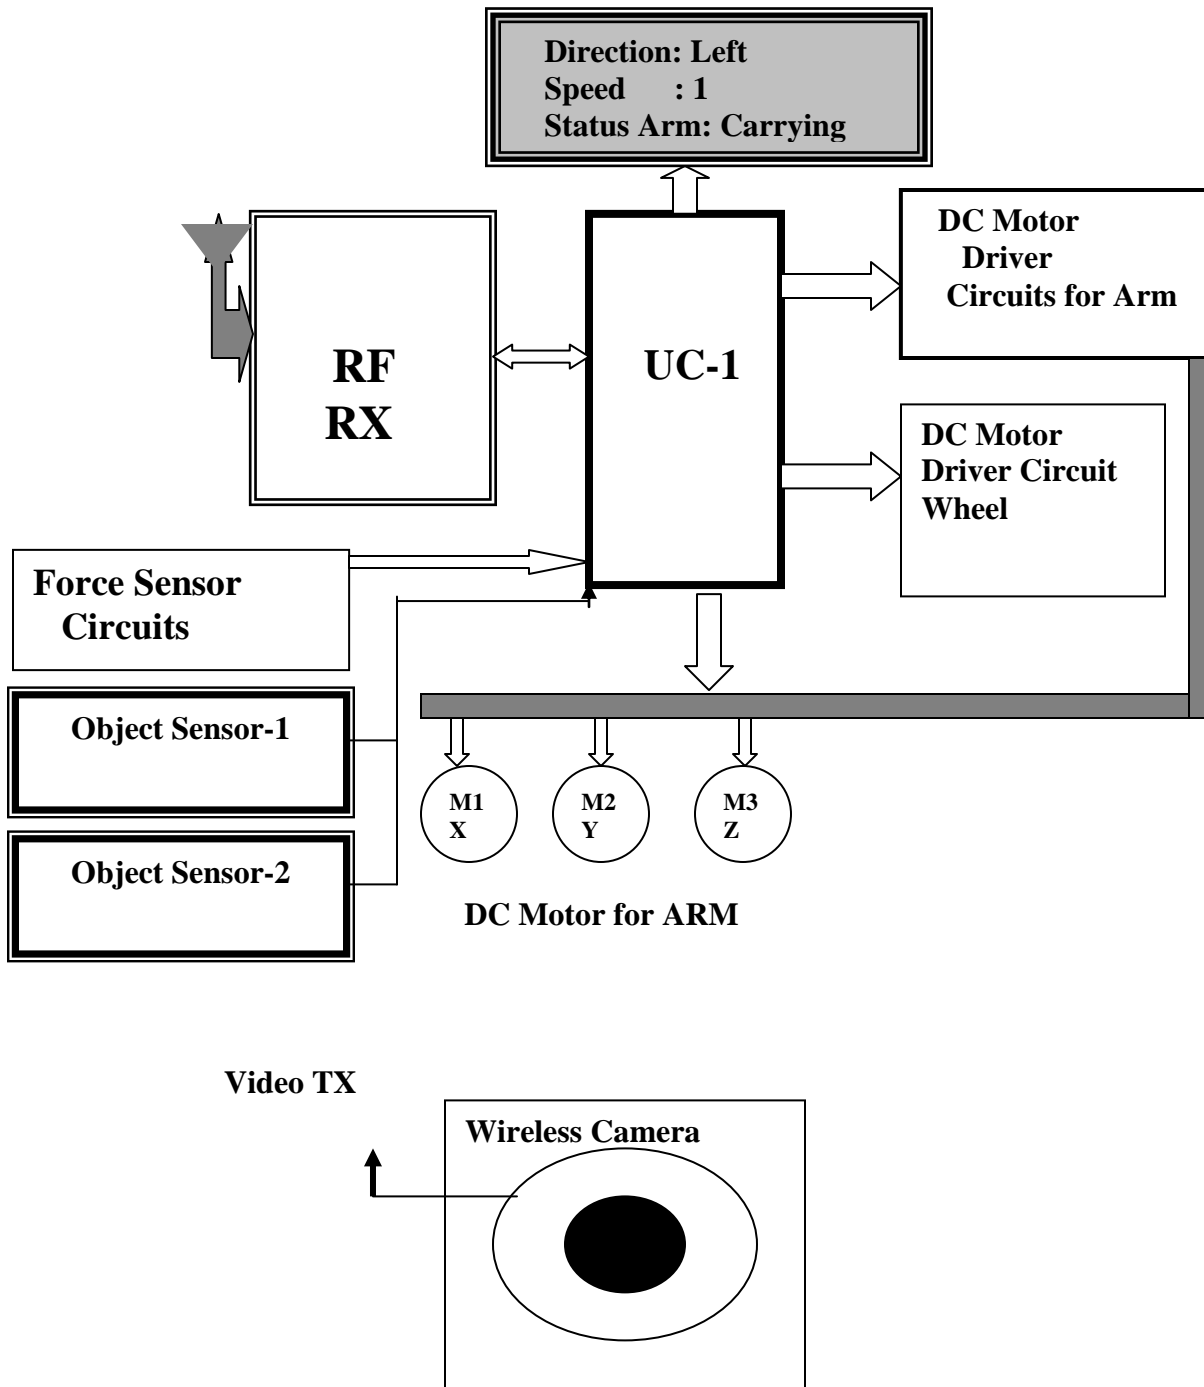 Direction: Left
Speed : 1
Status Arm: Carrying
DC Motor
Driver
Circuits for Arm
RF
RX
UC-1
DC Motor
Driver Circuit
Wheel
Force Sensor
Circuits
Object Sensor-1
Object Sensor-2
M1
X
M2
Y
M3
Z
DC Motor for ARM
Video TX
Wireless Camera